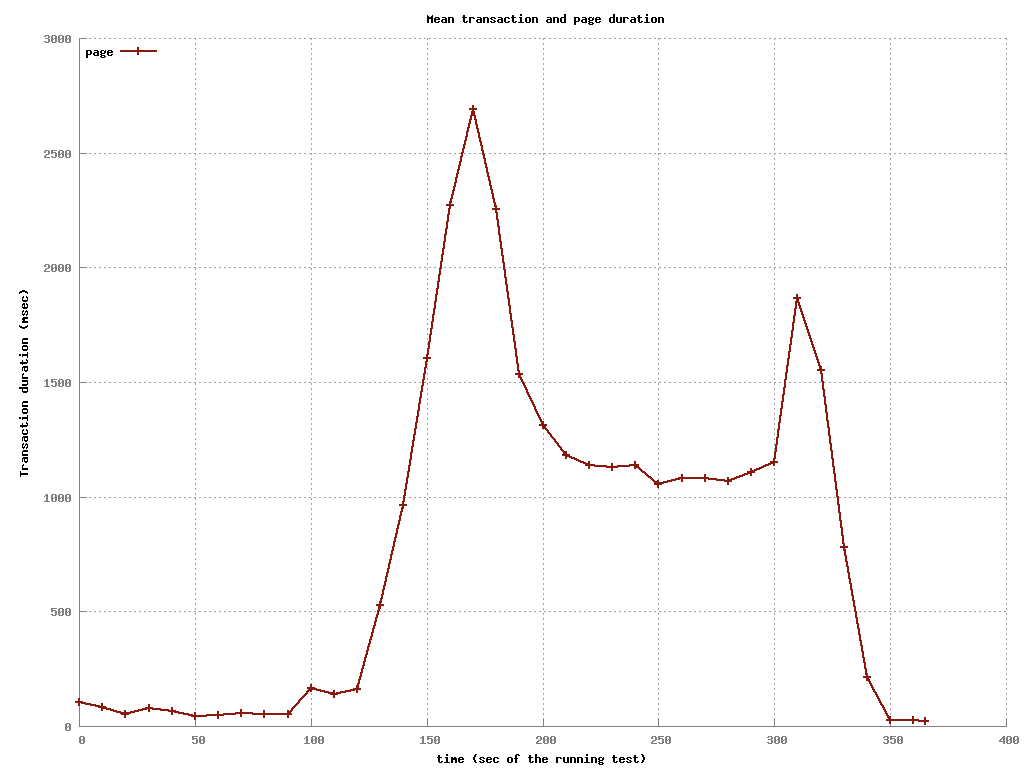 Mean transaction and page duration
page
3000
2500
2000
1500
1000
500
0
Transaction duration (msec)
0 50 100 150 200 250 300 350 400
time (sec of the running test)